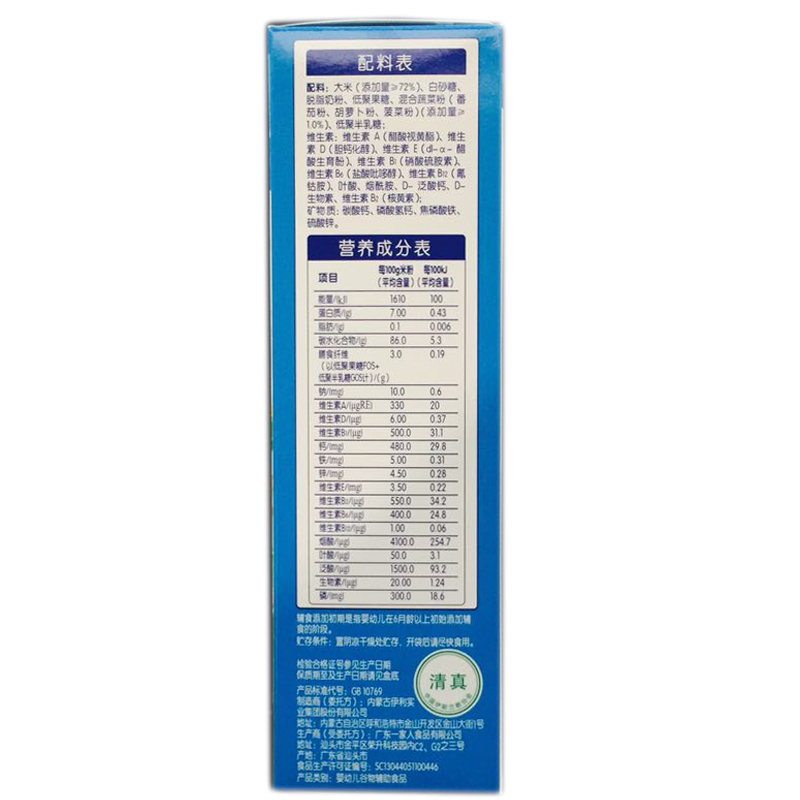 配料表
配料：大米（添加量≥72%）、白砂糖、
脱脂奶粉、低聚果糖、混合蔬菜粉（番
茄粉、胡萝卜粉、菠菜粉）(添加量≥
1.0%）、低聚半乳糖；
维生素：维生素 A（醋酸视黄酯）、维生
素 D（胆钙化醇）、维生素 E（dl-α-醋
酸生育酚）、维生素 B1（硝酸硫胺素）、
维生素 B6（盐酸吡哆醇）、维生素 B12（氰
钴胺）、叶酸、烟酰胺、D-泛酸钙、D-
生物素、维生素 B2（核黄素）；
矿物质：碳酸钙、磷酸氢钙、焦磷酸铁、
硫酸锌。
营养成分表
项目 每100g米粉（平均含量） 每100kJ（平均含量）
能量/(kJ) 1610 100
蛋白质/(g) 7.00 0.43
脂肪/(g) 0.1 0.006
碳水化合物/(g) 86.0 5.3
膳食纤维 3.0 0.19
（以低聚果糖FOS+
低聚半乳糖GOS计）/(g)
钠/(mg) 10.0 0.6
维生素A/(μgRE) 330 20
维生素D/(μg) 6.00 0.37
维生素B1/(μg) 500.0 31.1
钙/(mg) 480.0 29.8
铁/(mg) 5.00 0.31
锌/(mg) 4.50 0.28
维生素E/(mg) 3.50 0.22
维生素B2/(μg) 550.0 34.2
维生素B6/(μg) 400.0 24.8
维生素B12/(μg) 1.00 0.06
烟酸/(μg) 4100.0 254.7
叶酸/(μg) 50.0 3.1
泛酸/(μg) 1500.0 93.2
生物素/(μg) 20.00 1.24
磷/(mg) 300.0 18.6
辅食添加初期是指婴幼儿在6月龄以上初始添加辅
食的阶段。
贮存条件：置阴凉干燥处贮存，开袋后请尽快食用。
检验合格证号参见生产日期
保质期至及生产日期请见盒底
产品标准代号：GB 10769
制造商（委托方）：内蒙古伊利实
业集团股份有限公司
地址：内蒙古自治区呼和浩特市金山开发区金山大街1号
生产商（受委托方）：广东一家人食品有限公司
地址：汕头市金平区荣升科技园内C2、G2之三号
产地：广东省汕头市
食品生产许可证编号：SC13044051100446
产品类别：婴幼儿谷物辅助食品
清真